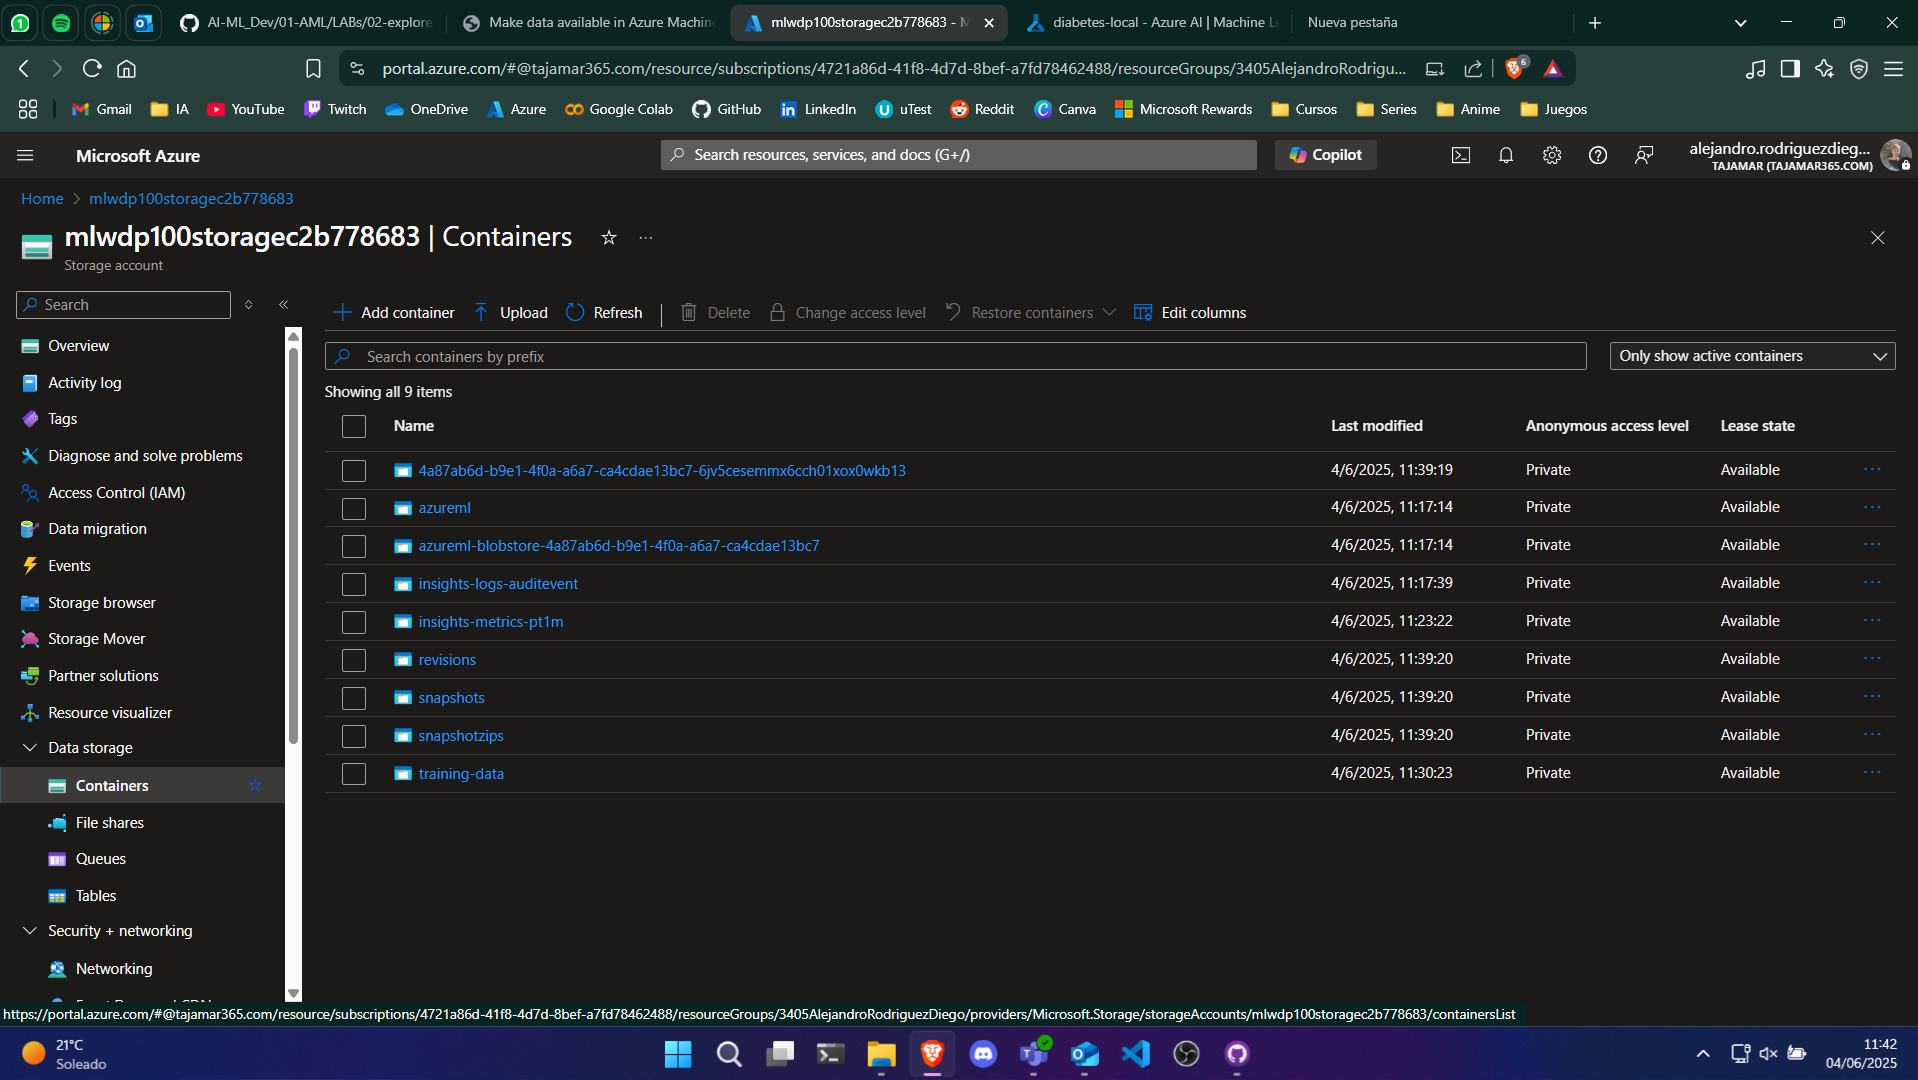 AI-ML_Dev/01-AML/LABs/02-explore
Make data available in Azure Machin
mlwdp100storagec2b778683 - M
diabetes-local - Azure AI | Machine Le
Nueva pestaña
portal.azure.com/#@tajamar365.com/resource/subscriptions/4721a86d-41f8-4d7d-8bef-a7fd78462488/resourceGroups/3405AlejandroRodrigu...
6
Gmail
IA
YouTube
Twitch
OneDrive
Azure
Google Colab
GitHub
LinkedIn
uTest
Reddit
Canva
Microsoft Rewards
Cursos
Series
Anime
Juegos
Microsoft Azure
Search resources, services, and docs (G+/)
Copilot
alejandro.rodriguezdieg...
TAJAMAR (TAJAMAR365.COM)
Home > mlwdp100storagec2b778683
mlwdp100storagec2b778683 | Containers
Storage account
Search
Overview
Activity log
Tags
Diagnose and solve problems
Access Control (IAM)
Data migration
Events
Storage browser
Storage Mover
Partner solutions
Resource visualizer
Data storage
Containers
File shares
Queues
Tables
Security + networking
Networking
Add container
Upload
Refresh
Delete
Change access level
Restore containers
Edit columns
Search containers by prefix
Only show active containers
Showing all 9 items
Name Last modified Anonymous access level Lease state
4a87ab6d-b9e1-4f0a-a6a7-ca4cdae13bc7-6jv5cesemmx6cch01xox0wkb13 4/6/2025, 11:39:19 Private Available
azureml 4/6/2025, 11:17:14 Private Available
azureml-blobstore-4a87ab6d-b9e1-4f0a-a6a7-ca4cdae13bc7 4/6/2025, 11:17:14 Private Available
insights-logs-auditevent 4/6/2025, 11:17:39 Private Available
insights-metrics-pt1m 4/6/2025, 11:23:22 Private Available
revisions 4/6/2025, 11:39:20 Private Available
snapshots 4/6/2025, 11:39:20 Private Available
snapshotzips 4/6/2025, 11:39:20 Private Available
training-data 4/6/2025, 11:30:23 Private Available
https://portal.azure.com/#@tajamar365.com/resource/subscriptions/4721a86d-41f8-4d7d-8bef-a7fd78462488/resourceGroups/3405AlejandroRodriguezDiego/providers/Microsoft.Storage/storageAccounts/mlwdp100storagec2b778683/containersList
21°C
Soleado
11:42
04/06/2025